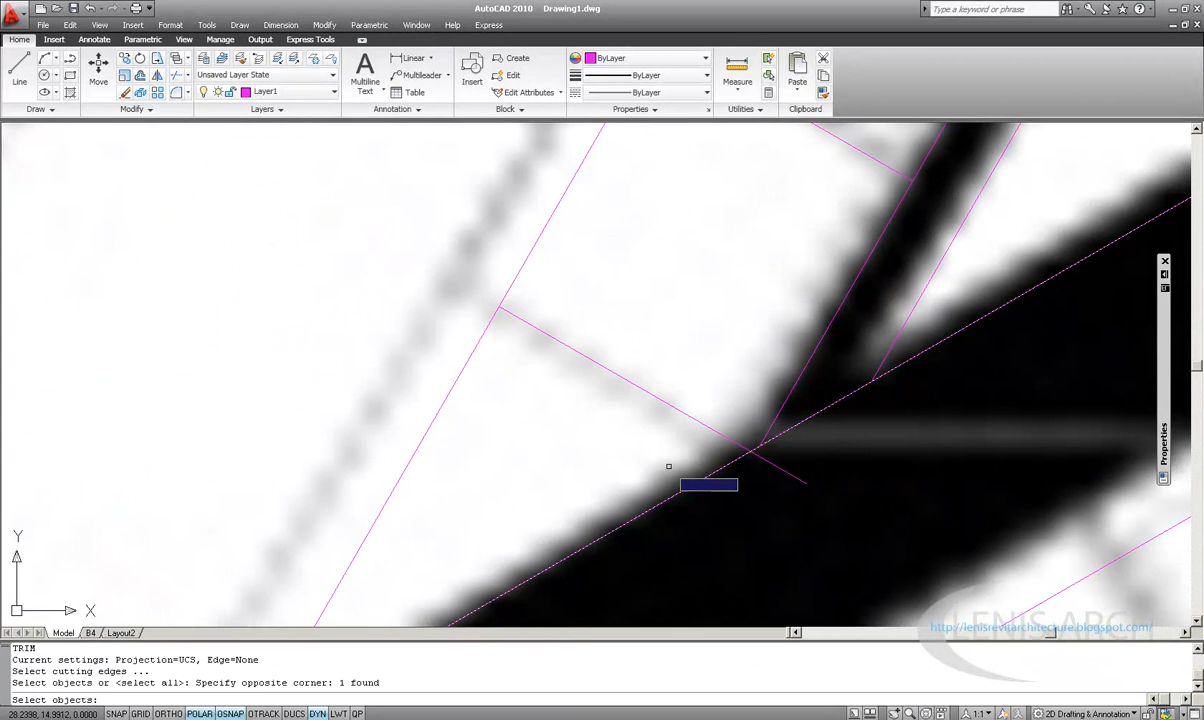 AutoCAD 2010 Drawing1.dwg
Type a keyword or phrase
File Edit View Insert Format Tools Draw Dimension Modify Parametric Window Help Express
Home Insert Annotate Parametric View Manage Output Express Tools
Line
Move
Unsaved Layer State
Layer1
Multiline
Text
Linear
Multileader
Table
Insert
Create
Edit
Edit Attributes
ByLayer
ByLayer
ByLayer
Measure
Paste
Draw Modify Layers Annotation Block Properties Utilities Clipboard
Properties
Y
X
LENIS ARCH
http://lenisrevitarchitecture.blogspot.com/
Model B4 Layout2
TRIM
Current settings: Projection=UCS, Edge=None
Select cutting edges ...
Select objects or <select all>: Specify opposite corner: 1 found
Select objects:
28.2398, 14.9312, 0.0000 SNAP GRID ORTHO POLAR OSNAP OTRACK DUCS DYN LWT QP
1:1 2D Drafting & Annotation